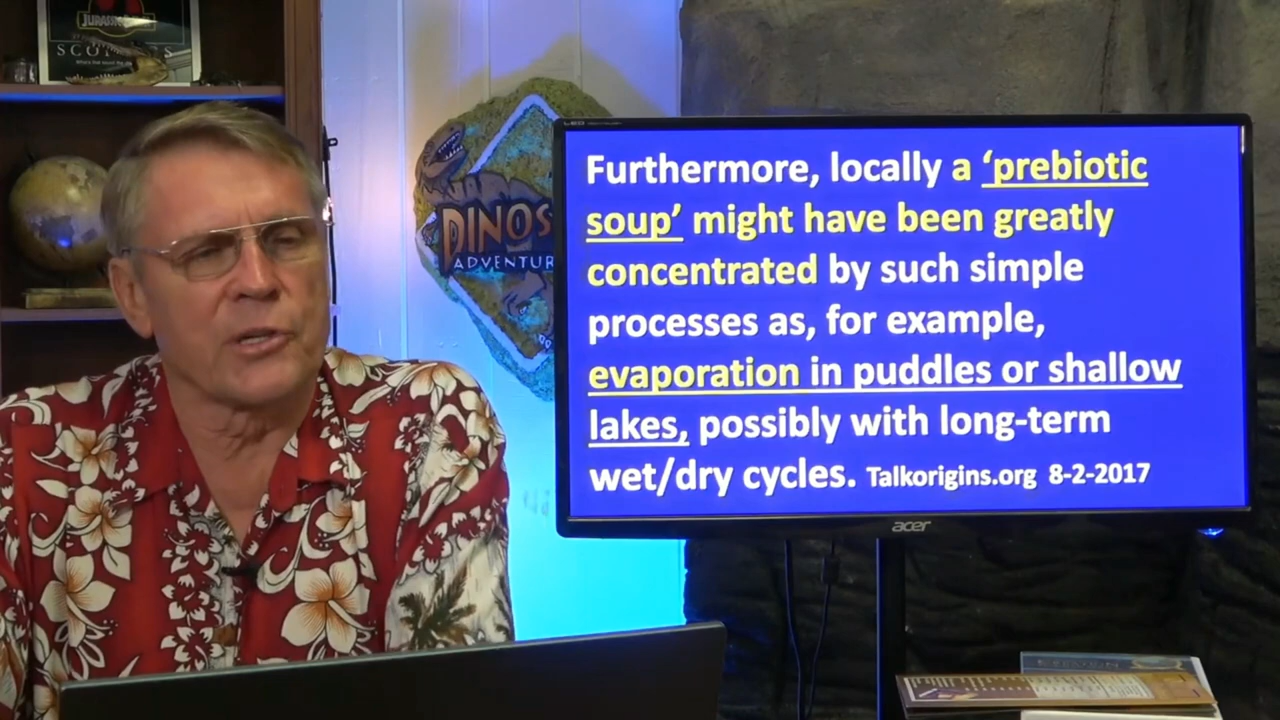 JURASSIC
DINOS
ADVENTUR
Furthermore, locally a ‘prebiotic
soup’ might have been greatly
concentrated by such simple
processes as, for example,
evaporation in puddles or shallow
lakes, possibly with long-term
wet/dry cycles. Talkorigins.org 8-2-2017
acer